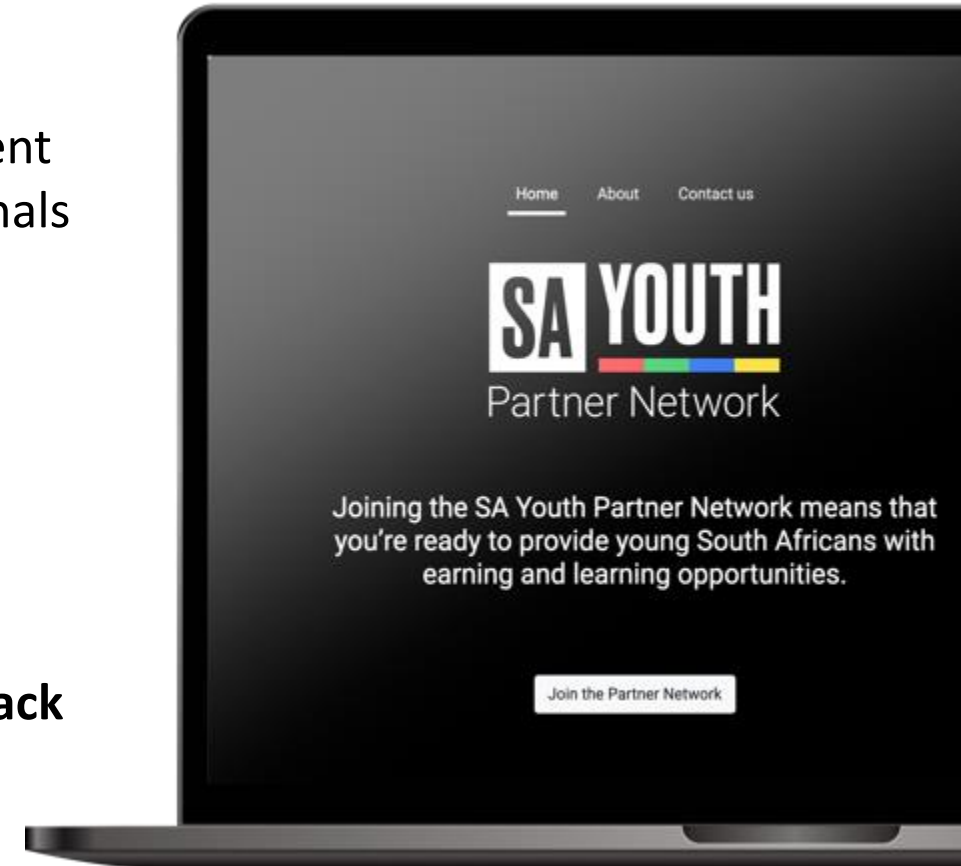 ent
nals
ack
Home About Contact us
SA YOUTH
Partner Network
Joining the SA Youth Partner Network means that
you're ready to provide young South Africans with
earning and learning opportunities.
Join the Partner Network